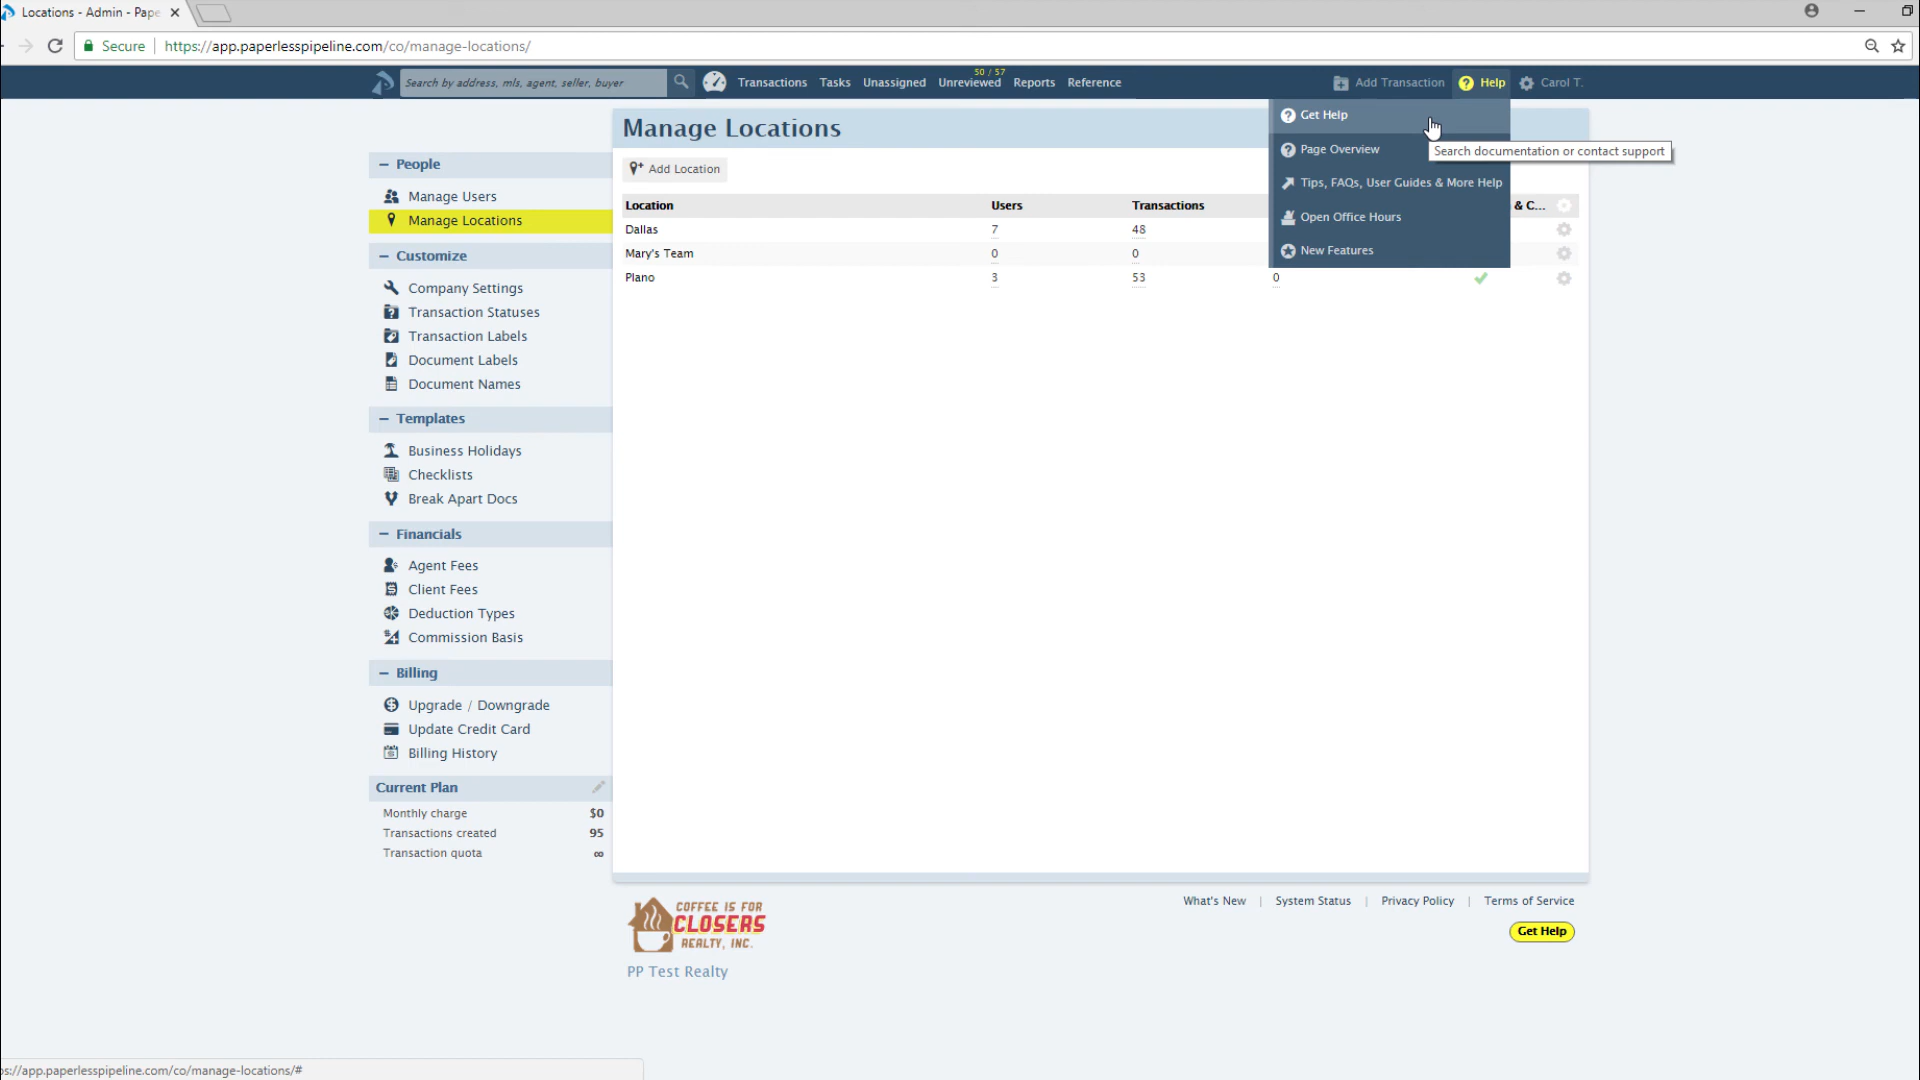 Locations - Admin - Pape
Secure | https://app.paperlesspipeline.com/co/manage-locations/
Search by address, mls, agent, seller, buyer
Transactions Tasks Unassigned Unreviewed 50 / 57 Reports Reference
Add Transaction Help Carol T.
Get Help
Search documentation or contact support
Page Overview
Tips, FAQs, User Guides & More Help
Open Office Hours
New Features
Manage Locations
Add Location
Location Users Transactions & C...
Dallas 7 48
Mary's Team 0 0
Plano 3 53 0
People
Manage Users
Manage Locations
Customize
Company Settings
Transaction Statuses
Transaction Labels
Document Labels
Document Names
Templates
Business Holidays
Checklists
Break Apart Docs
Financials
Agent Fees
Client Fees
Deduction Types
Commission Basis
Billing
Upgrade / Downgrade
Update Credit Card
Billing History
Current Plan
Monthly charge $0
Transactions created 95
Transaction quota ∞
COFFEE IS FOR
CLOSERS
REALTY, INC.
PP Test Realty
What's New | System Status | Privacy Policy | Terms of Service
Get Help
ps://app.paperlesspipeline.com/co/manage-locations/#